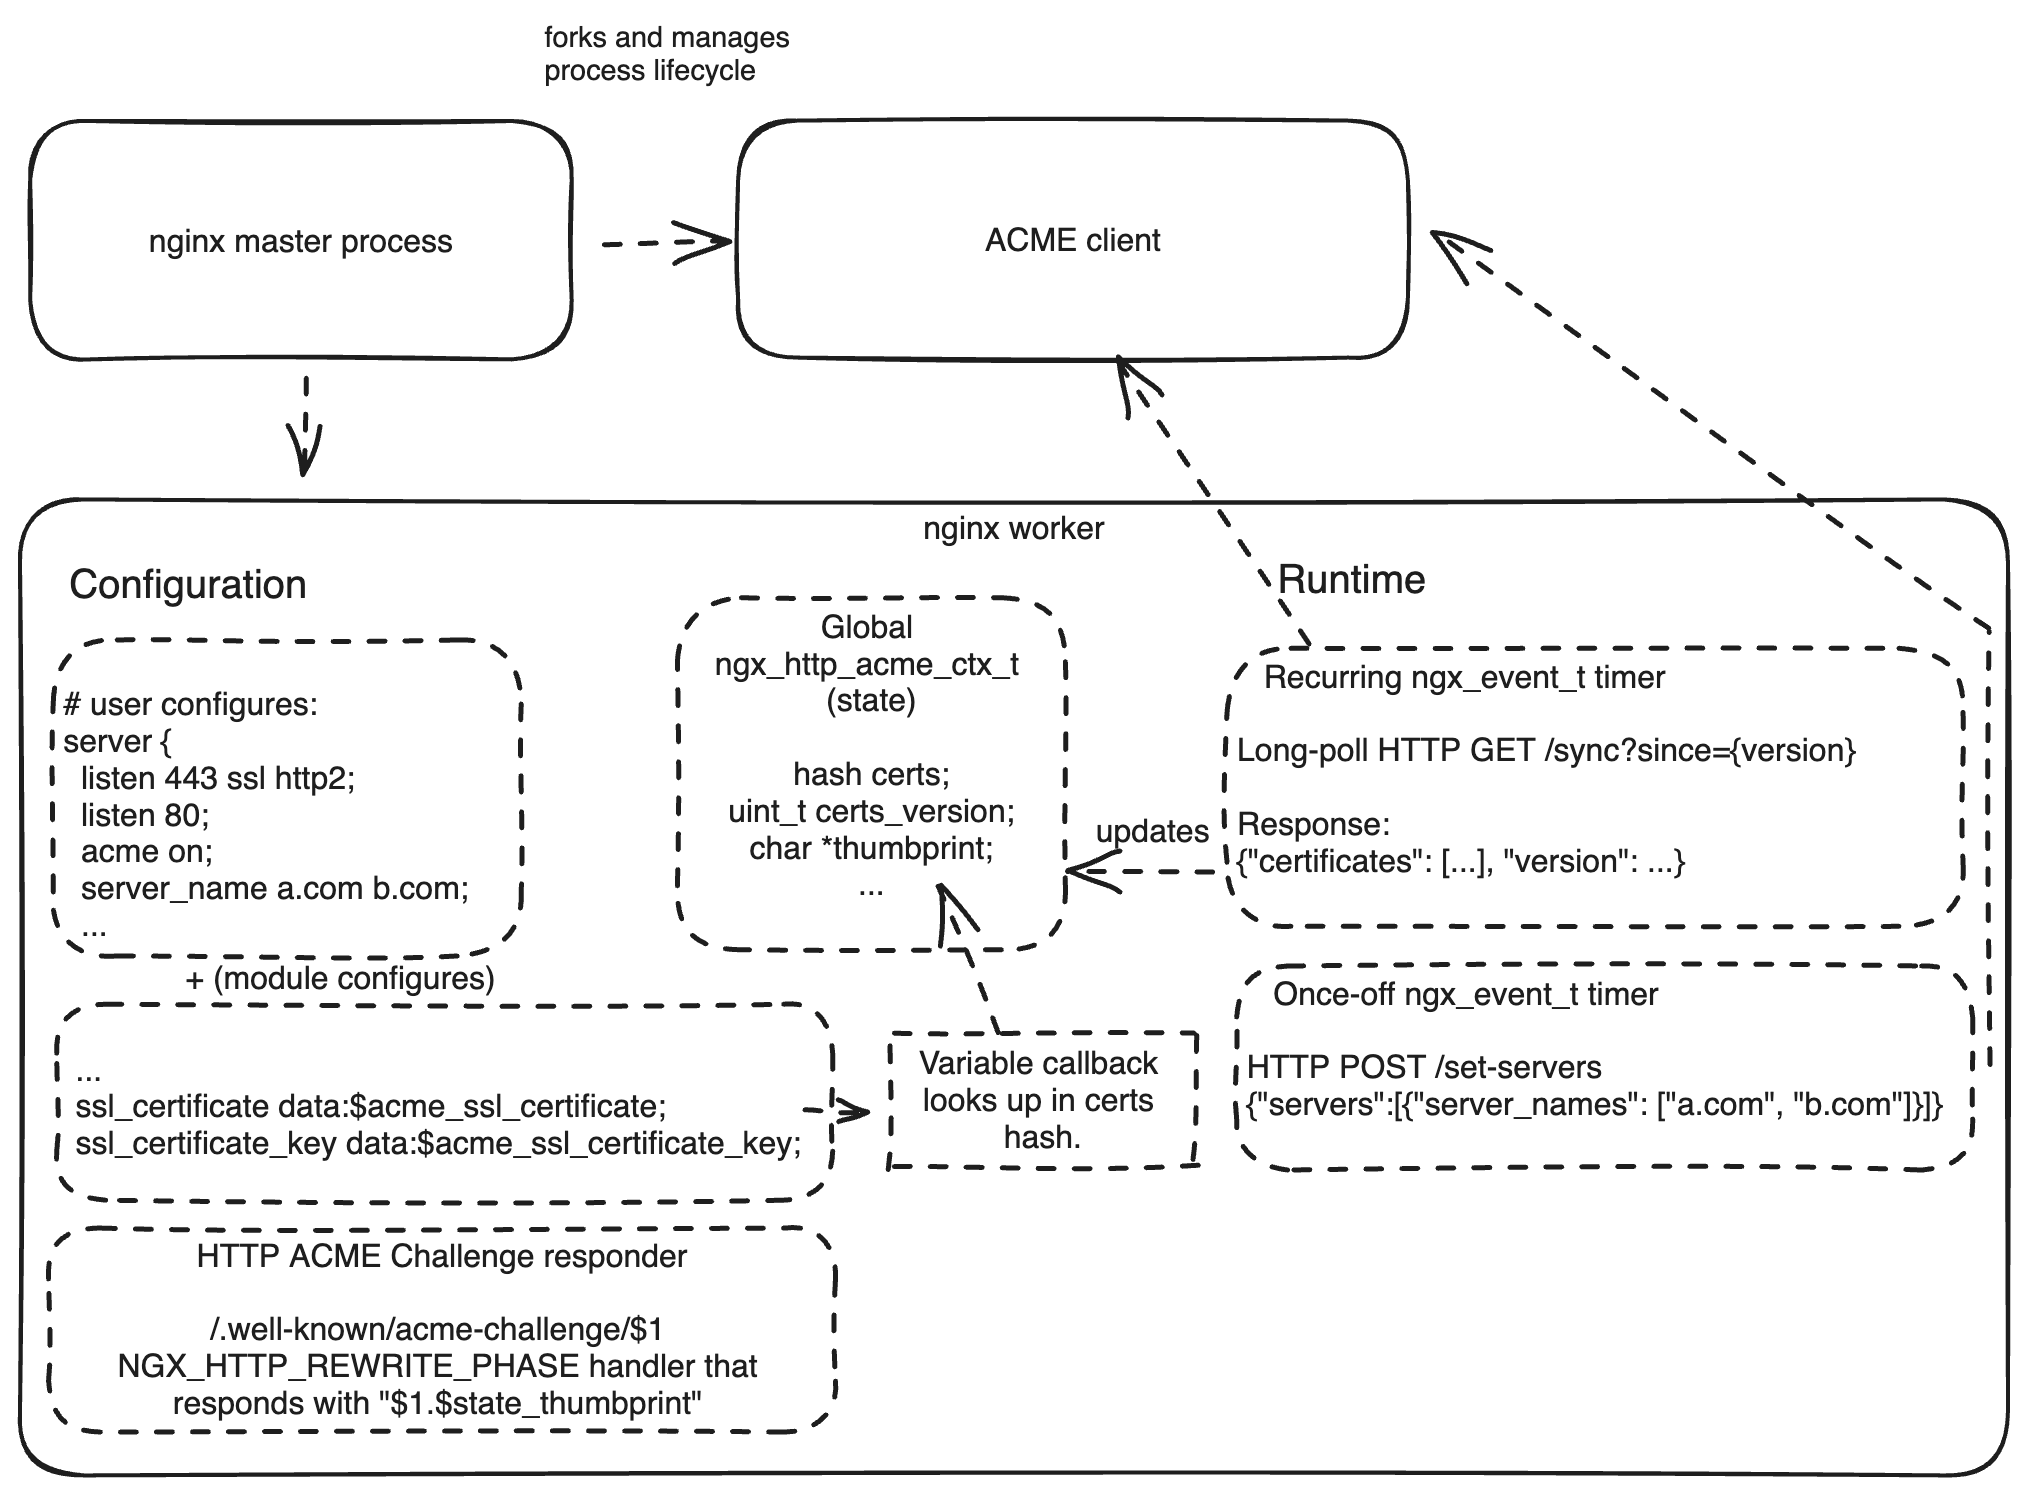 forks and manages
process lifecycle
nginx master process
ACME client
nginx worker
Configuration
# user configures:
server {
listen 443 ssl http2;
listen 80;
acme on;
server_name a.com b.com;
...
+ (module configures)
...
ssl_certificate data:$acme_ssl_certificate;
ssl_certificate_key data:$acme_ssl_certificate_key;
HTTP ACME Challenge responder
/.well-known/acme-challenge/$1
NGX_HTTP_REWRITE_PHASE handler that
responds with "$1.$state_thumbprint"
Global
ngx_http_acme_ctx_t
(state)
hash certs;
uint_t certs_version;
char *thumbprint;
...
Variable callback
looks up in certs
hash.
updates
Runtime
Recurring ngx_event_t timer
Long-poll HTTP GET /sync?since={version}
Response:
{"certificates": [...], "version": ...}
Once-off ngx_event_t timer
HTTP POST /set-servers
{"servers":[{"server_names": ["a.com", "b.com"]}]}